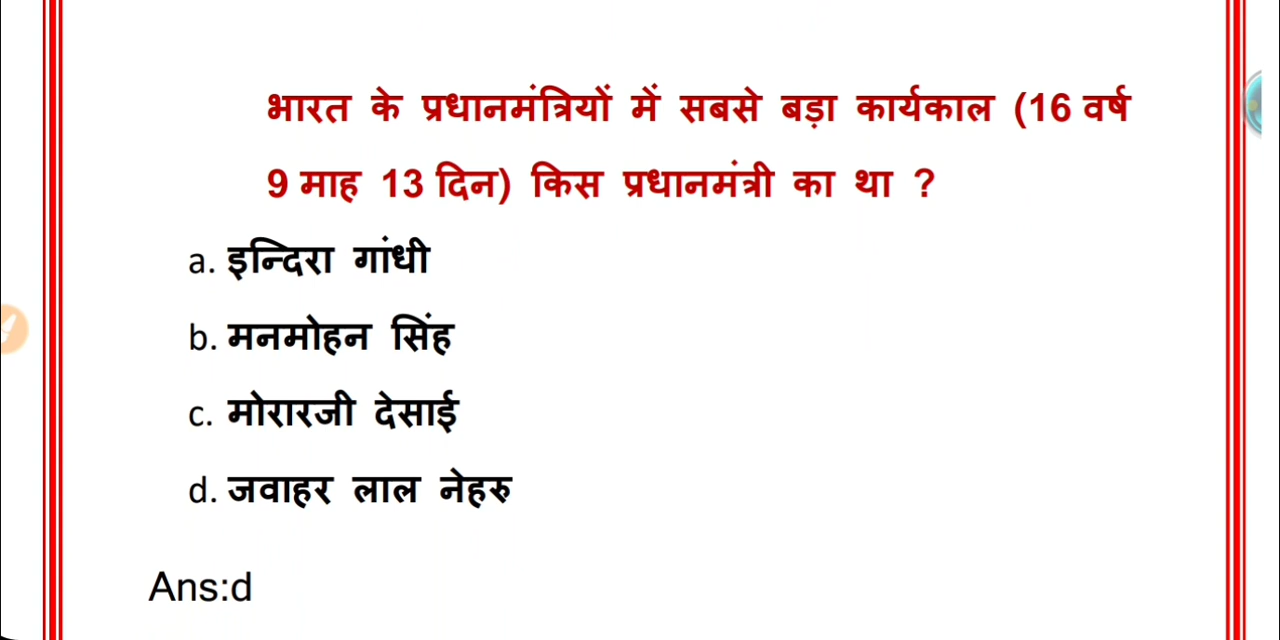 भारत के प्रधानमंत्रियों में सबसे बड़ा कार्यकाल (16 वर्ष
9 माह 13 दिन) किस प्रधानमंत्री का था ?
a. इन्दिरा गांधी
b. मनमोहन सिंह
c. मोरारजी देसाई
d. जवाहर लाल नेहरु
Ans:d